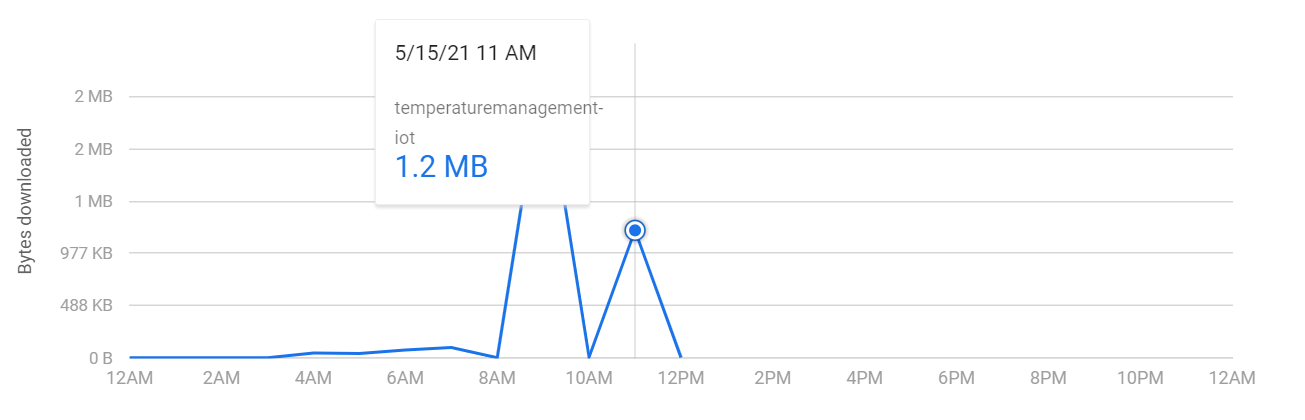 5/15/21 11 AM
temperaturemanagement-
iot
1.2 MB
Bytes downloaded
2 MB
2 MB
1 MB
977 KB
488 KB
0 B
12AM 2AM 4AM 6AM 8AM 10AM 12PM 2PM 4PM 6PM 8PM 10PM 12AM